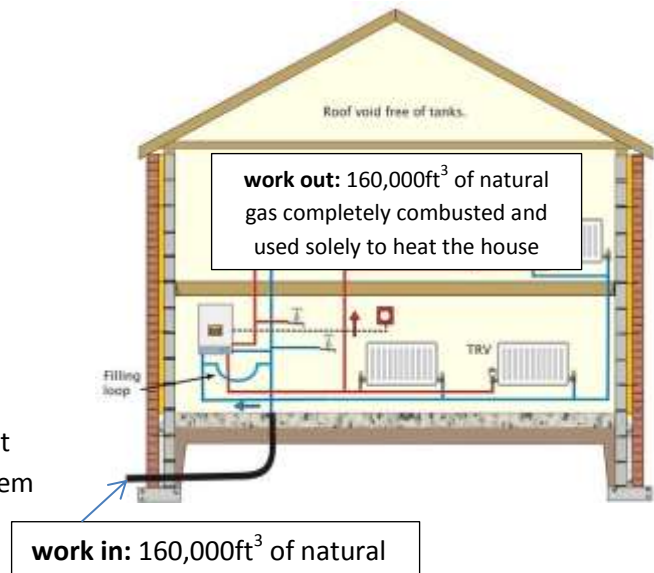 Roof void free of tanks.
work out: 160,000ft³ of natural
gas completely combusted and
used solely to heat the house
TRV
Filling
loop
t
em
work in: 160,000ft³ of natural